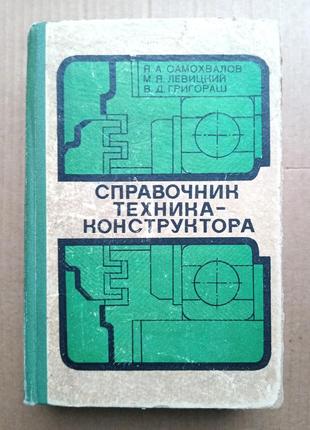 Я. А. САМОХВАЛОВ
М. Я. ЛЕВИЦКИЙ
В. Д. ГРИГОРАШ
СПРАВОЧНИК
ТЕХНИКА-
КОНСТРУКТОРА